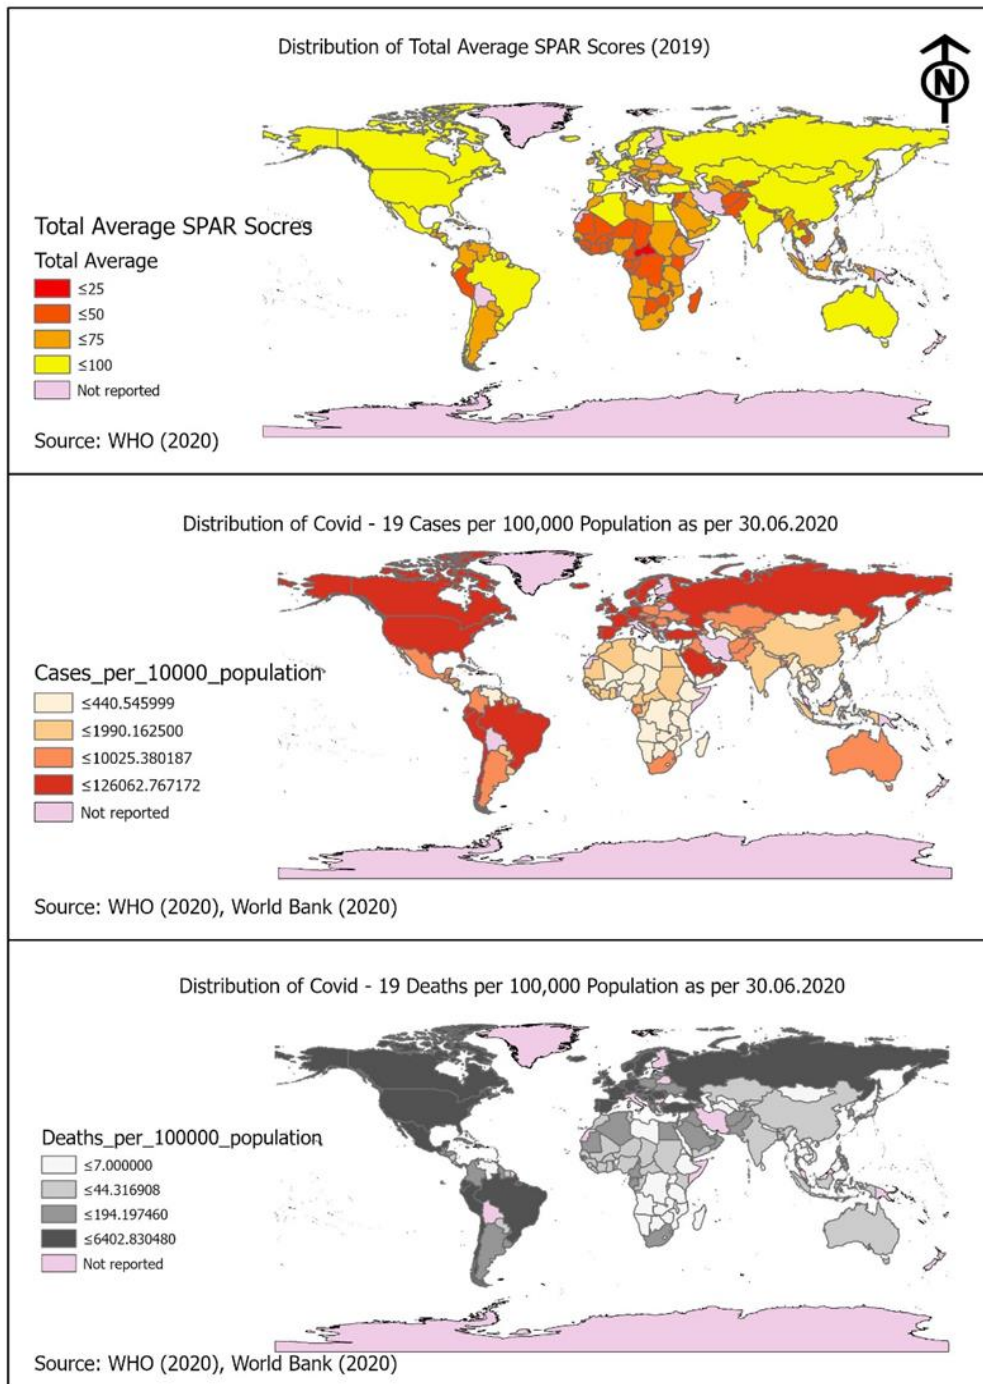 Distribution of Total Average SPAR Scores (2019)
N
Total Average SPAR Socres
Total Average
≤25
≤50
≤75
≤100
Not reported
Source: WHO (2020)
Distribution of Covid - 19 Cases per 100,000 Population as per 30.06.2020
Cases_per_10000_population
≤440.545999
≤1990.162500
≤10025.380187
≤126062.767172
Not reported
Source: WHO (2020), World Bank (2020)
Distribution of Covid - 19 Deaths per 100,000 Population as per 30.06.2020
Deaths_per_100000_population
≤7.000000
≤44.316908
≤194.197460
≤6402.830480
Not reported
Source: WHO (2020), World Bank (2020)